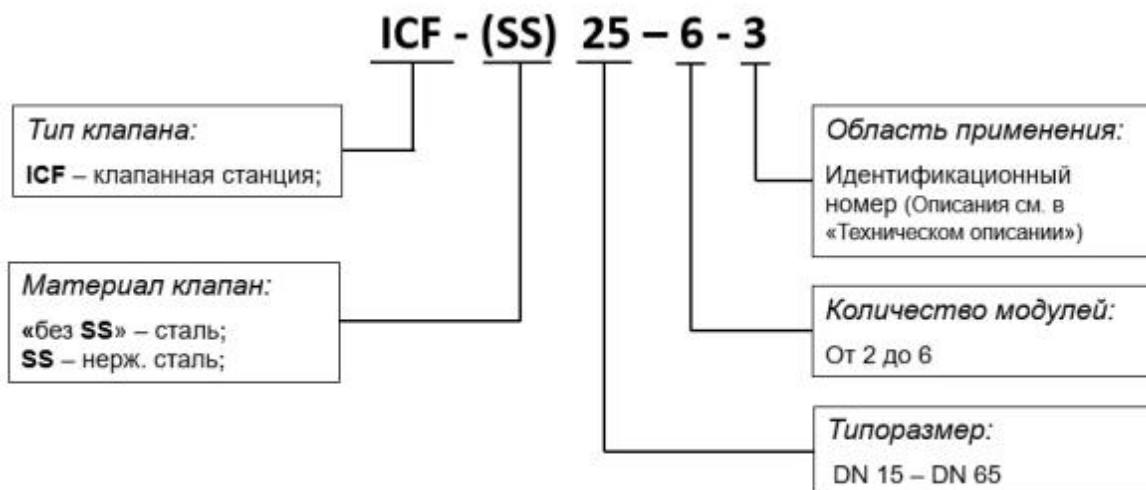 ICF - (SS) 25 – 6 - 3
Тип клапана:
ICF – клапанная станция;
Материал клапан:
«без SS» – сталь;
SS – нерж. сталь;
Область применения:
Идентификационный
номер (Описания см. в
«Техническом описании»)
Количество модулей:
От 2 до 6
Типоразмер:
DN 15 – DN 65